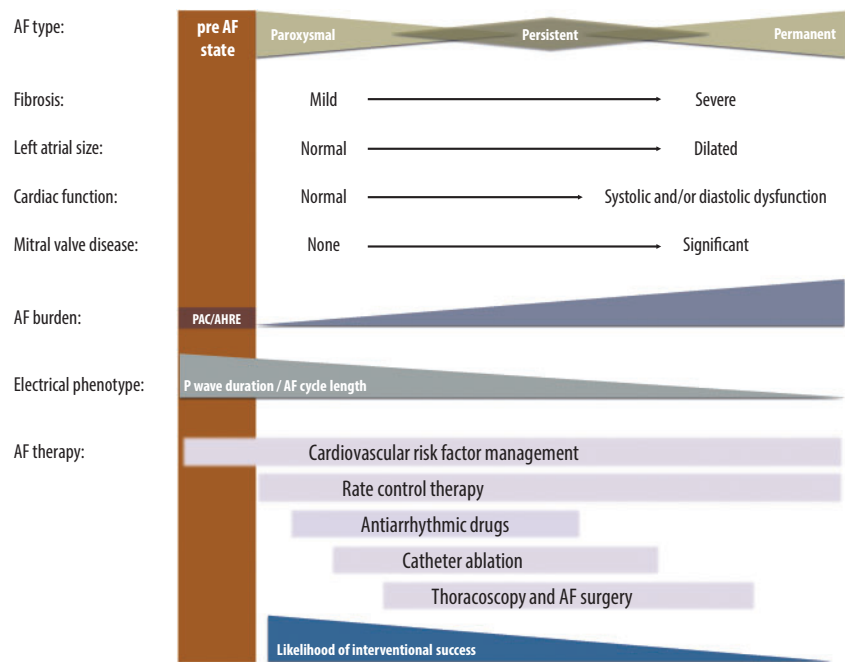 AF type:
pre AF
state
Paroxysmal
Persistent
Permanent
Fibrosis:
Mild
Severe
Left atrial size:
Normal
Dilated
Cardiac function:
Normal
Systolic and/or diastolic dysfunction
Mitral valve disease:
None
Significant
AF burden:
PAC/AHRE
Electrical phenotype:
P wave duration / AF cycle length
AF therapy:
Cardiovascular risk factor management
Rate control therapy
Antiarrhythmic drugs
Catheter ablation
Thoracoscopy and AF surgery
Likelihood of interventional success